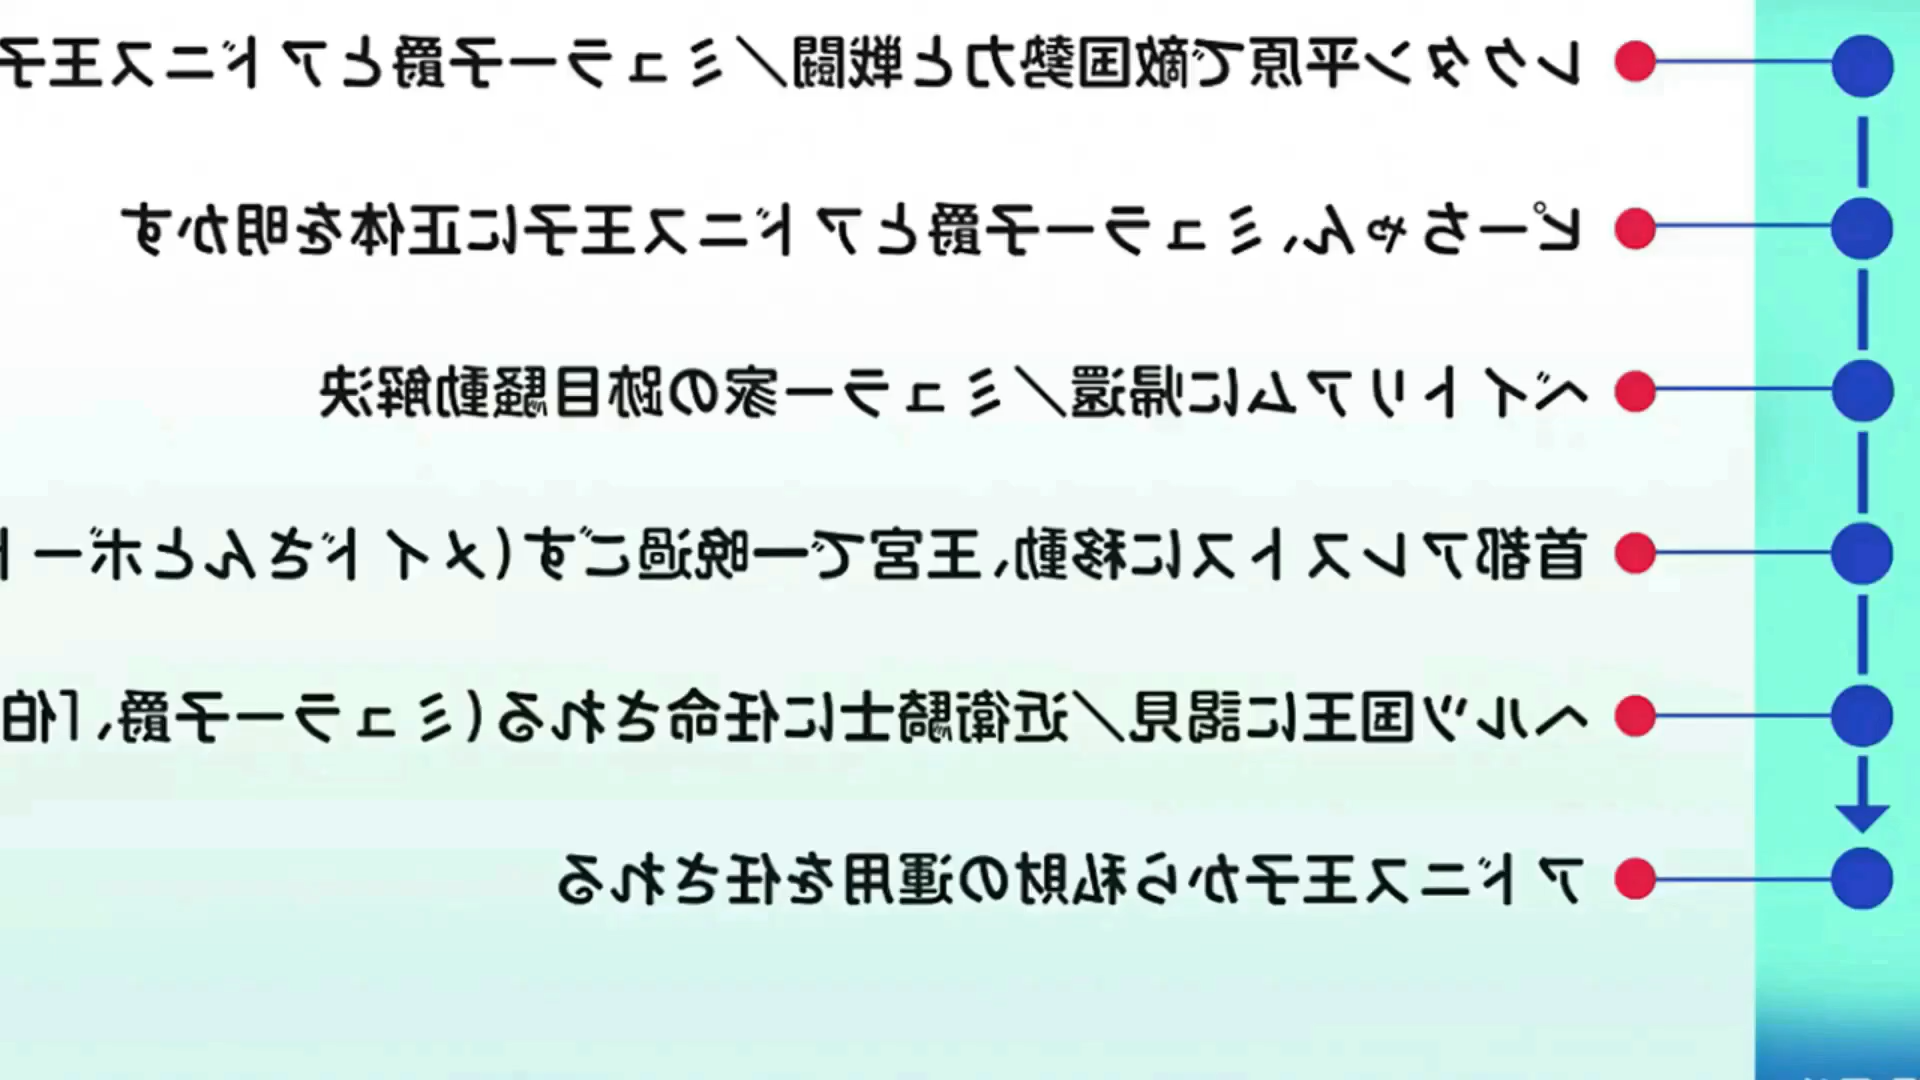 レクタン平原で敵国勢力と戦闘／ミュラー子爵とアドニス王子
ピーちゃん、ミュラー子爵とアドニス王子に正体を明かす
ベイトリアムに帰還／ミュラー家の跡目騒動解決
首都アレストスに移動、王宮で一晩過ごす(メイドさんとボート
ヘルツ国王に謁見／近衛騎士に任命される(ミュラー子爵、「伯
アドニス王子から私財の運用を任される